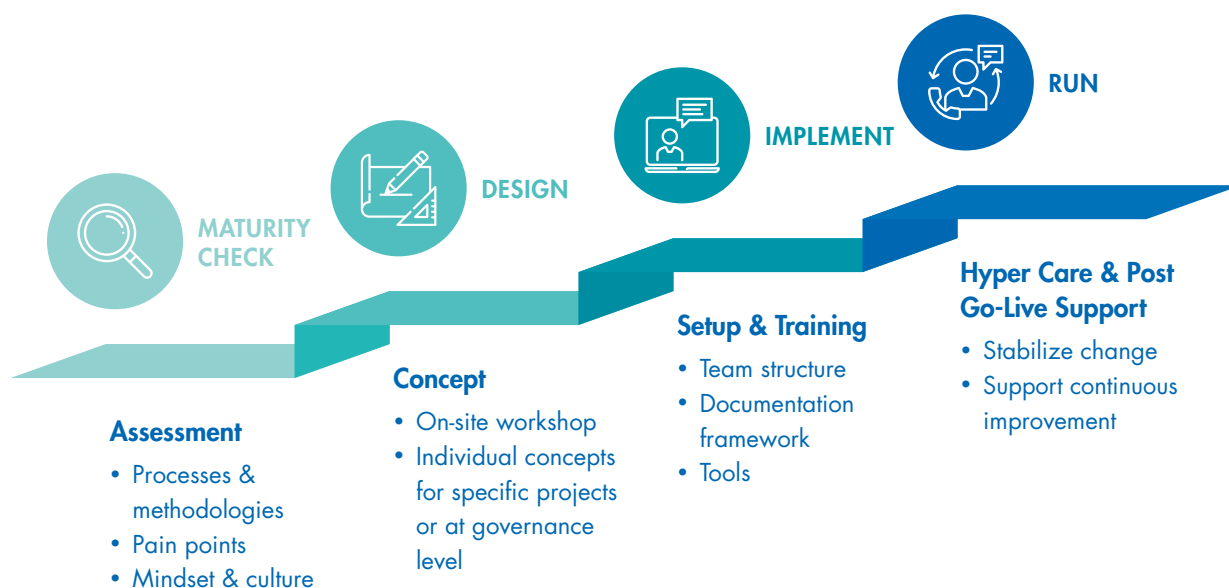 MATURITY
CHECK
DESIGN
IMPLEMENT
RUN
Assessment
• Processes &
methodologies
• Pain points
• Mindset & culture
Concept
• On-site workshop
• Individual concepts
for specific projects
or at governance
level
Setup & Training
• Team structure
• Documentation
framework
• Tools
Hyper Care & Post
Go-Live Support
• Stabilize change
• Support continuous
improvement